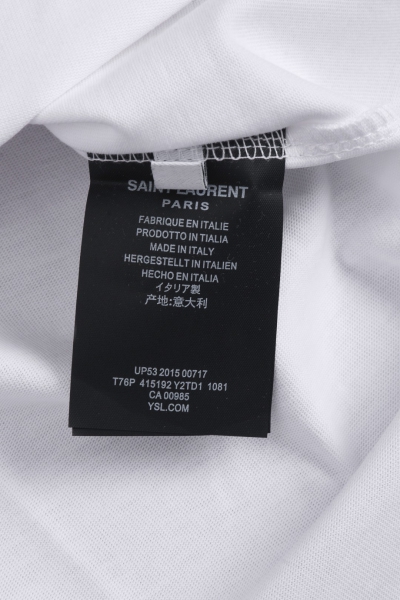 SAINT LAURENT
PARIS
FABRIQUE EN ITALIE
PRODOTTO IN TIALIA
MADE IN ITALY
HERGESTELLT IN ITALIEN
HECHO EN ITALIA
イタリア製
产地:意大利
UP53 2015 00717
T76P 415192 Y2TD1 1081
CA 00985
YSL.COM